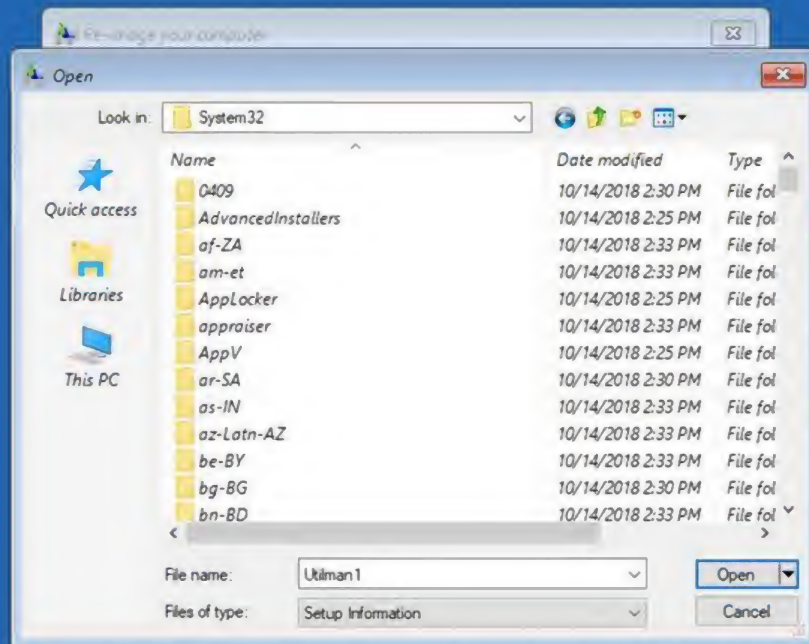 Re-image your computer
Open
Look in: System32
Name Date modified Type
0409 10/14/2018 2:30 PM File fol
AdvancedInstallers 10/14/2018 2:25 PM File fol
af-ZA 10/14/2018 2:33 PM File fol
am-et 10/14/2018 2:33 PM File fol
AppLocker 10/14/2018 2:25 PM File fol
appraiser 10/14/2018 2:33 PM File fol
AppV 10/14/2018 2:25 PM File fol
ar-SA 10/14/2018 2:30 PM File fol
as-IN 10/14/2018 2:33 PM File fol
az-Latn-AZ 10/14/2018 2:33 PM File fol
be-BY 10/14/2018 2:33 PM File fol
bg-BG 10/14/2018 2:30 PM File fol
bn-BD 10/14/2018 2:33 PM File fol
Quick access
Libraries
This PC
File name: Utilman1 Open
Files of type: Setup Information Cancel